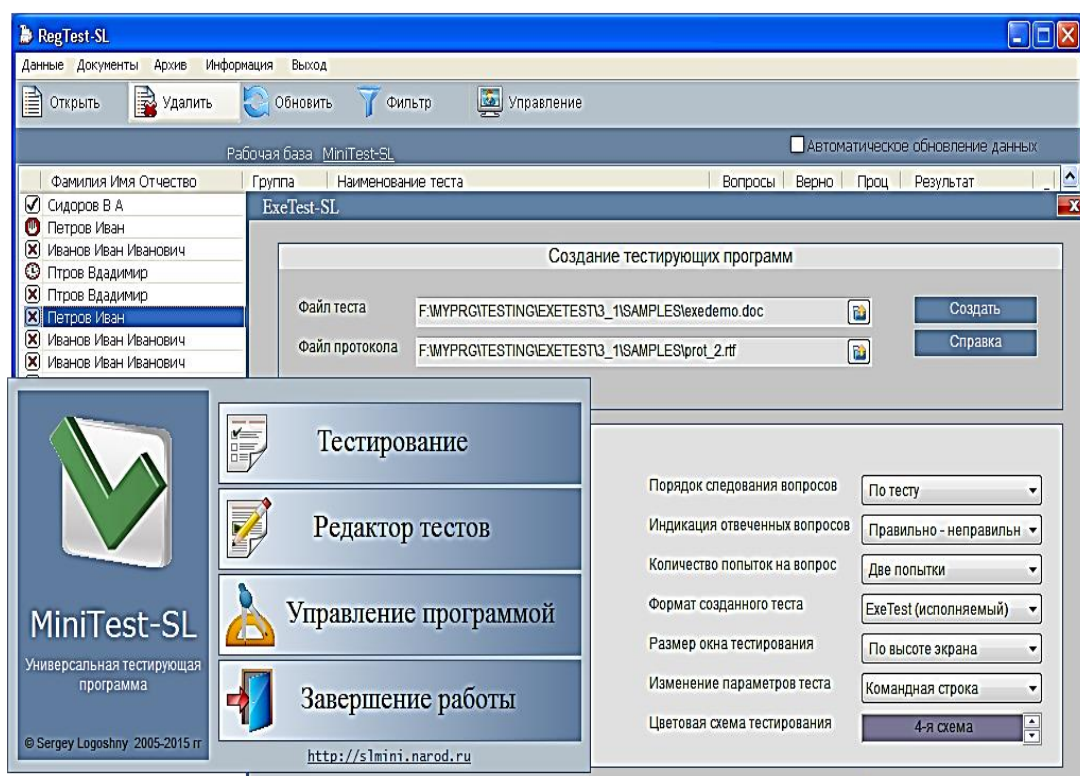 RegTest-SL
Данные Документы Архив Информация Выход
Открыть Удалить Обновить Фильтр Управление
Рабочая база MiniTest-SL Автоматическое обновление данных
Фамилия Имя Отчество Группа Наименование теста Вопросы Верно Проц Результат
Сидоров В А
Петров Иван
Иванов Иван Иванович
Птров Вдадимир
Птров Вдадимир
Петров Иван
Иванов Иван Иванович
Иванов Иван Иванович
ExeTest-SL
Создание тестирующих программ
Файл теста F:\MYPRG\TESTING\EXETEST\3_1\SAMPLES\exedemo.doc Создать
Файл протокола F:\MYPRG\TESTING\EXETEST\3_1\SAMPLES\prot_2.rtf Справка
Порядок следования вопросов По тесту
Индикация отвеченных вопросов Правильно - неправильн
Количество попыток на вопрос Две попытки
Формат созданного теста ExeTest (исполняемый)
Размер окна тестирования По высоте экрана
Изменение параметров теста Командная строка
Цветовая схема тестирования 4-я схема
MiniTest-SL
Универсальная тестирующая
программа
© Sergey Logoshny 2005-2015 гг
Тестирование
Редактор тестов
Управление программой
Завершение работы
http://slmini.narod.ru